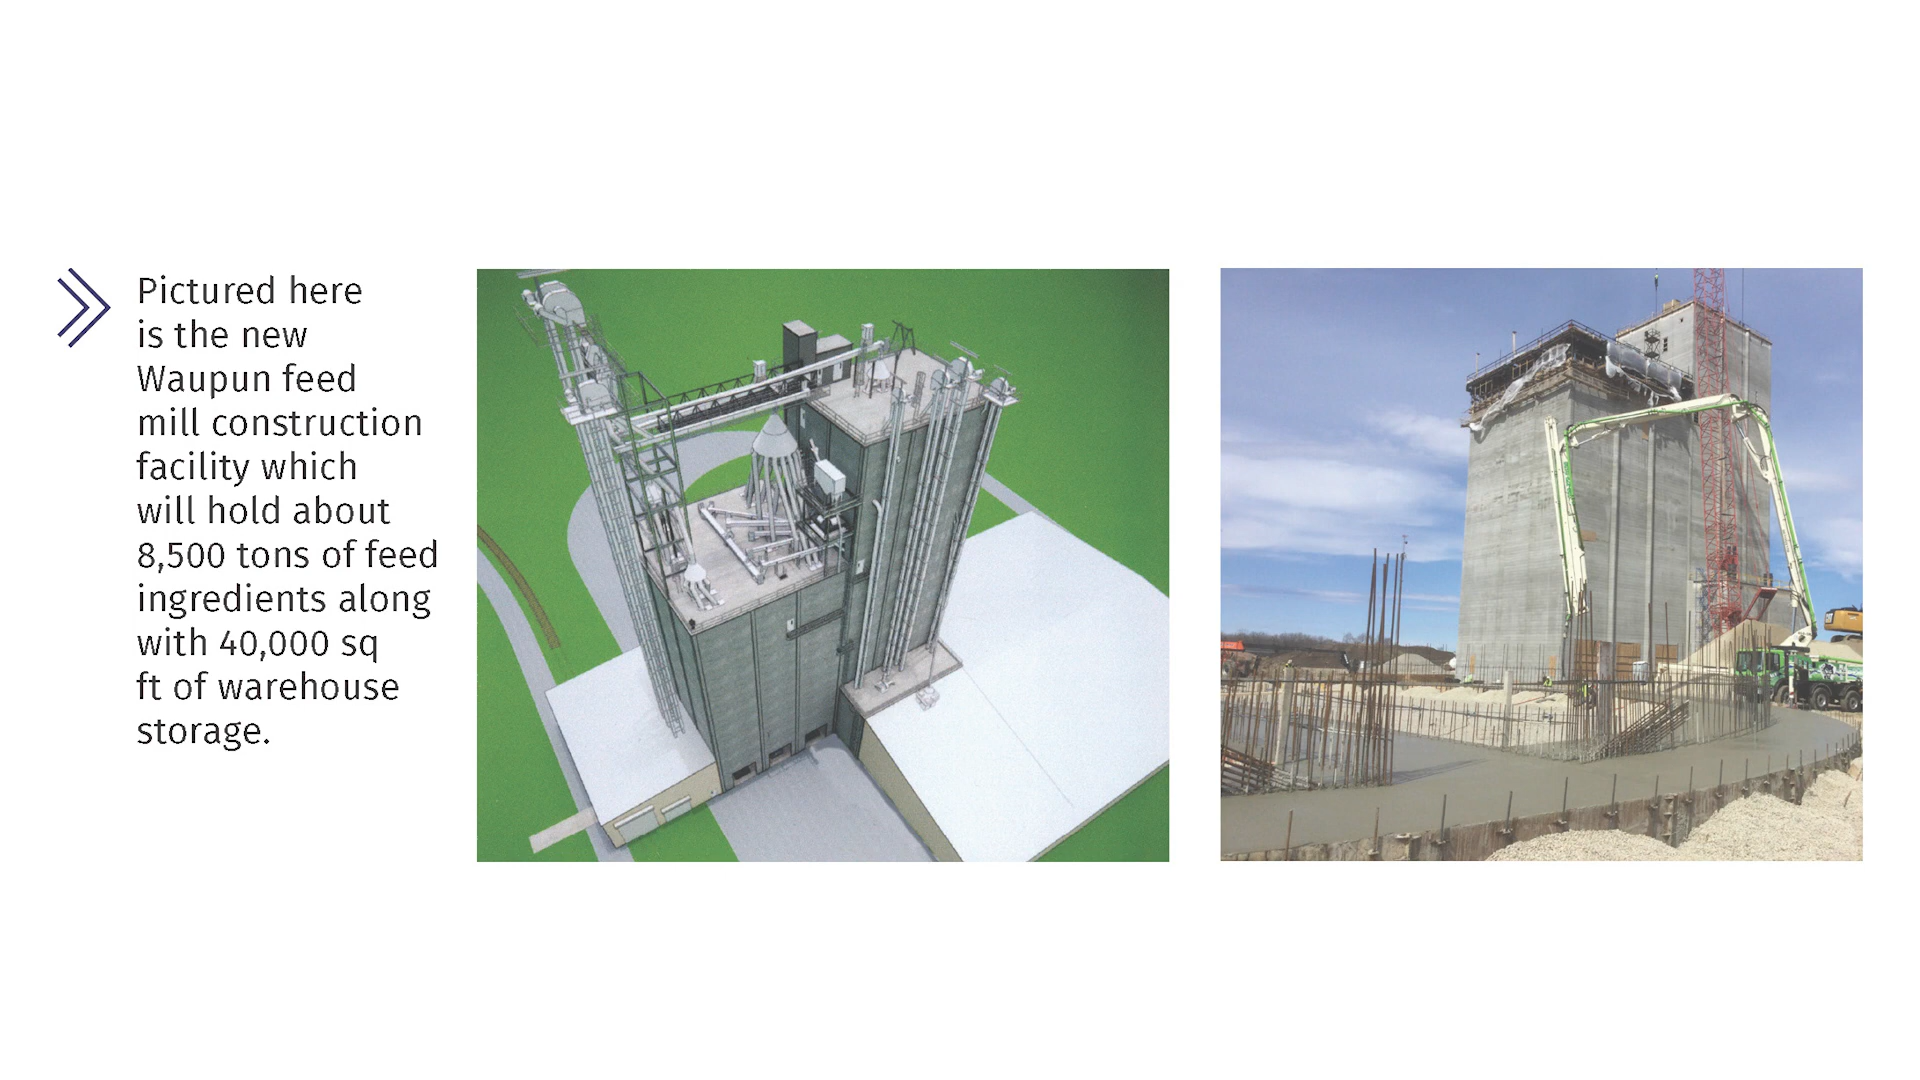 Pictured here
is the new
Waupun feed
mill construction
facility which
will hold about
8,500 tons of feed
ingredients along
with 40,000 sq
ft of warehouse
storage.